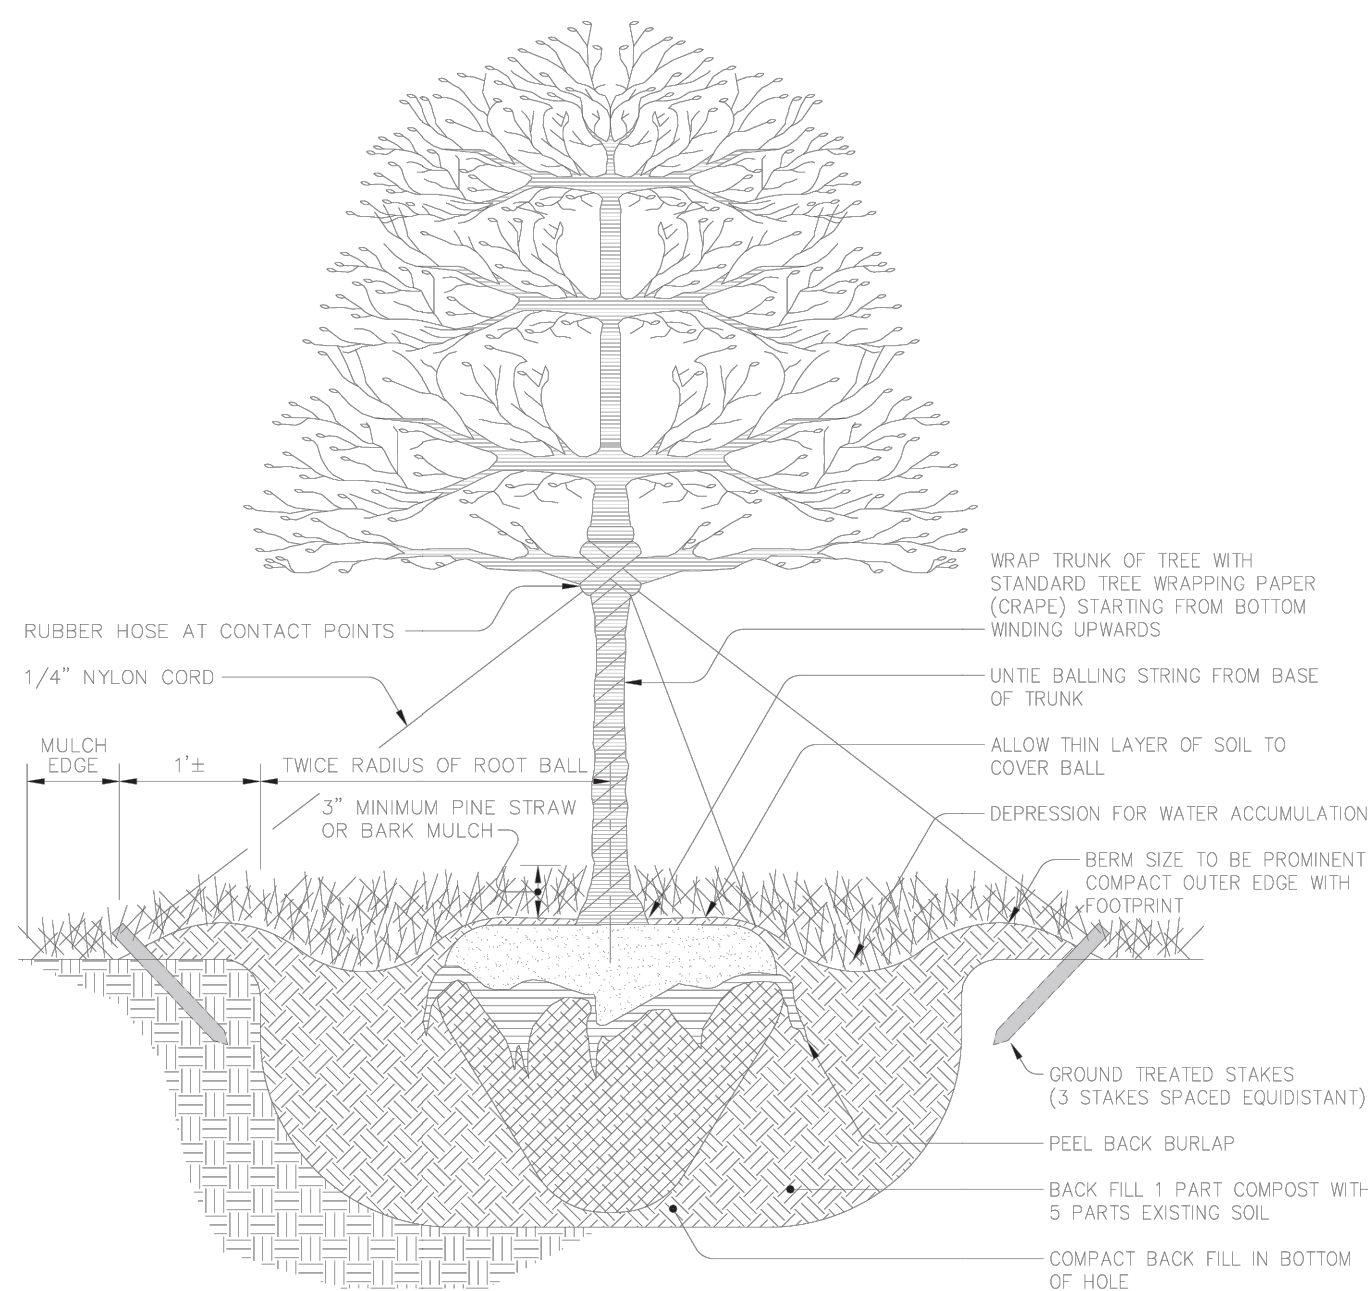 WRAP TRUNK OF TREE WITH
STANDARD TREE WRAPPING PAPER
(CRAPE) STARTING FROM BOTTOM
WINDING UPWARDS
RUBBER HOSE AT CONTACT POINTS
1/4" NYLON CORD
UNTIE BALLING STRING FROM BASE
OF TRUNK
MULCH
EDGE
1'±
TWICE RADIUS OF ROOT BALL
ALLOW THIN LAYER OF SOIL TO
COVER BALL
3" MINIMUM PINE STRAW
OR BARK MULCH
DEPRESSION FOR WATER ACCUMULATION
BERM SIZE TO BE PROMINENT
COMPACT OUTER EDGE WITH
FOOTPRINT
GROUND TREATED STAKES
(3 STAKES SPACED EQUIDISTANT)
PEEL BACK BURLAP
BACK FILL 1 PART COMPOST WITH
5 PARTS EXISTING SOIL
COMPACT BACK FILL IN BOTTOM
OF HOLE